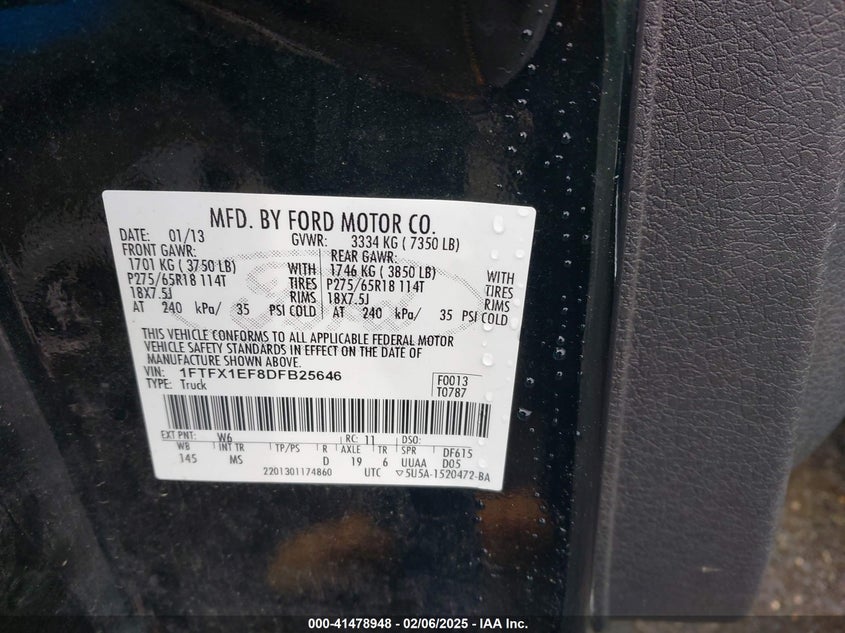 MFD. BY FORD MOTOR CO.
DATE: 01/13 GVWR: 3334 KG ( 7350 LB)
FRONT GAWR: REAR GAWR:
1701 KG ( 3750 LB) WITH 1746 KG ( 3850 LB) WITH
P275/65R18 114T TIRES P275/65R18 114T TIRES
18X7.5J RIMS 18X7.5J RIMS
AT 240 kPa/ 35 PSI COLD AT 240 kPa/ 35 PSI COLD
THIS VEHICLE CONFORMS TO ALL APPLICABLE FEDERAL MOTOR
VEHICLE SAFETY STANDARDS IN EFFECT ON THE DATE OF
MANUFACTURE SHOWN ABOVE.
VIN: 1FTFX1EF8DFB25646 F0013
TYPE: Truck T0787
EXT PNT: W6 RC: 11 DSO:
WB INT TR TP/PS R AXLE TR SPR DF615
145 MS D 19 6 UUAA D05
2201301174860 UTC ▽5U5A-1520472-BA
000-41478948 - 02/06/2025 - IAA Inc.